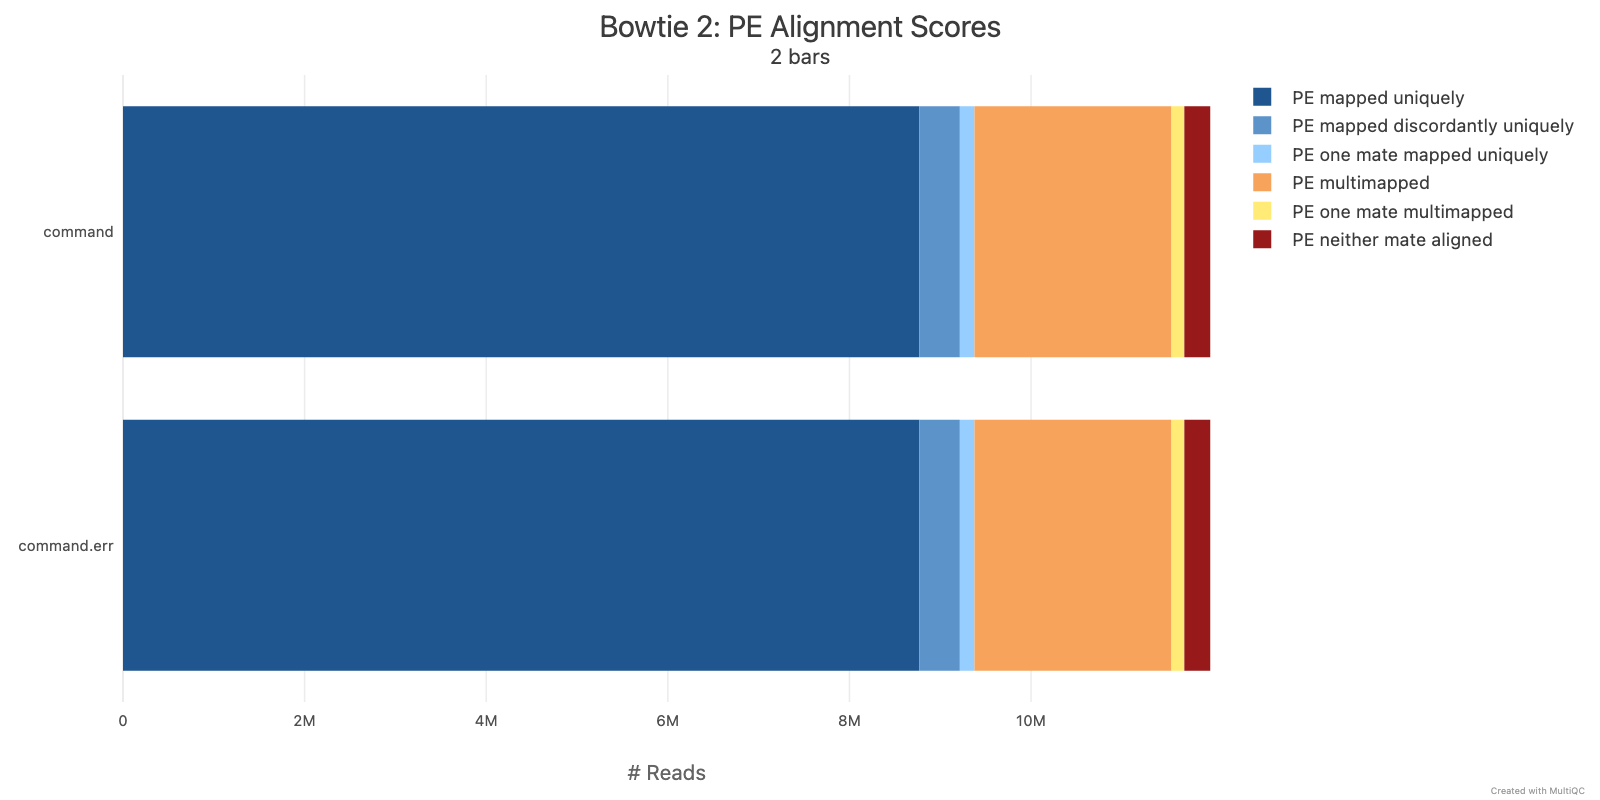 Bowtie 2: PE Alignment Scores
2 bars
PE mapped uniquely
PE mapped discordantly uniquely
PE one mate mapped uniquely
PE multimapped
PE one mate multimapped
PE neither mate aligned
command
command.err
0 2M 4M 6M 8M 10M
# Reads
Created with MultiQC